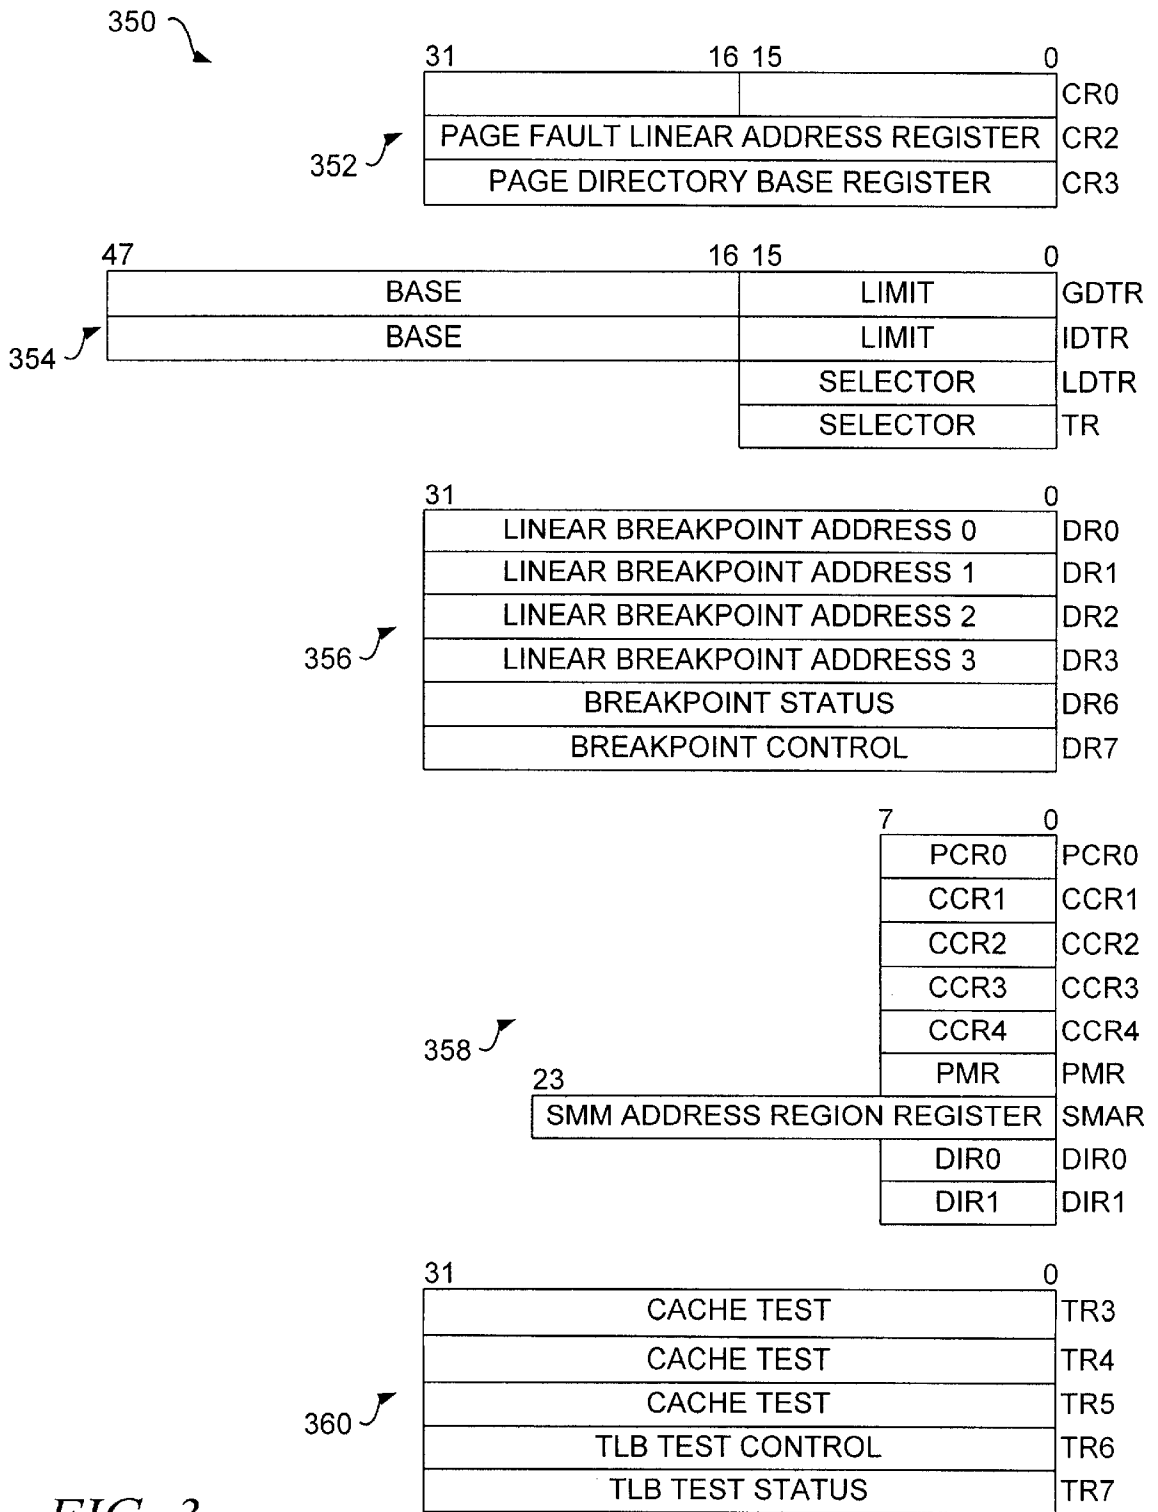 350
31 16 15 0
CR0
PAGE FAULT LINEAR ADDRESS REGISTER CR2
352
PAGE DIRECTORY BASE REGISTER CR3
47 16 15 0
BASE LIMIT GDTR
354
BASE LIMIT IDTR
SELECTOR LDTR
SELECTOR TR
31 0
LINEAR BREAKPOINT ADDRESS 0 DR0
LINEAR BREAKPOINT ADDRESS 1 DR1
LINEAR BREAKPOINT ADDRESS 2 DR2
356
LINEAR BREAKPOINT ADDRESS 3 DR3
BREAKPOINT STATUS DR6
BREAKPOINT CONTROL DR7
7 0
PCR0 PCR0
CCR1 CCR1
CCR2 CCR2
CCR3 CCR3
358
CCR4 CCR4
PMR PMR
23
SMM ADDRESS REGION REGISTER SMAR
DIR0 DIR0
DIR1 DIR1
31 0
CACHE TEST TR3
CACHE TEST TR4
CACHE TEST TR5
360
TLB TEST CONTROL TR6
TLB TEST STATUS TR7
FIG. 3